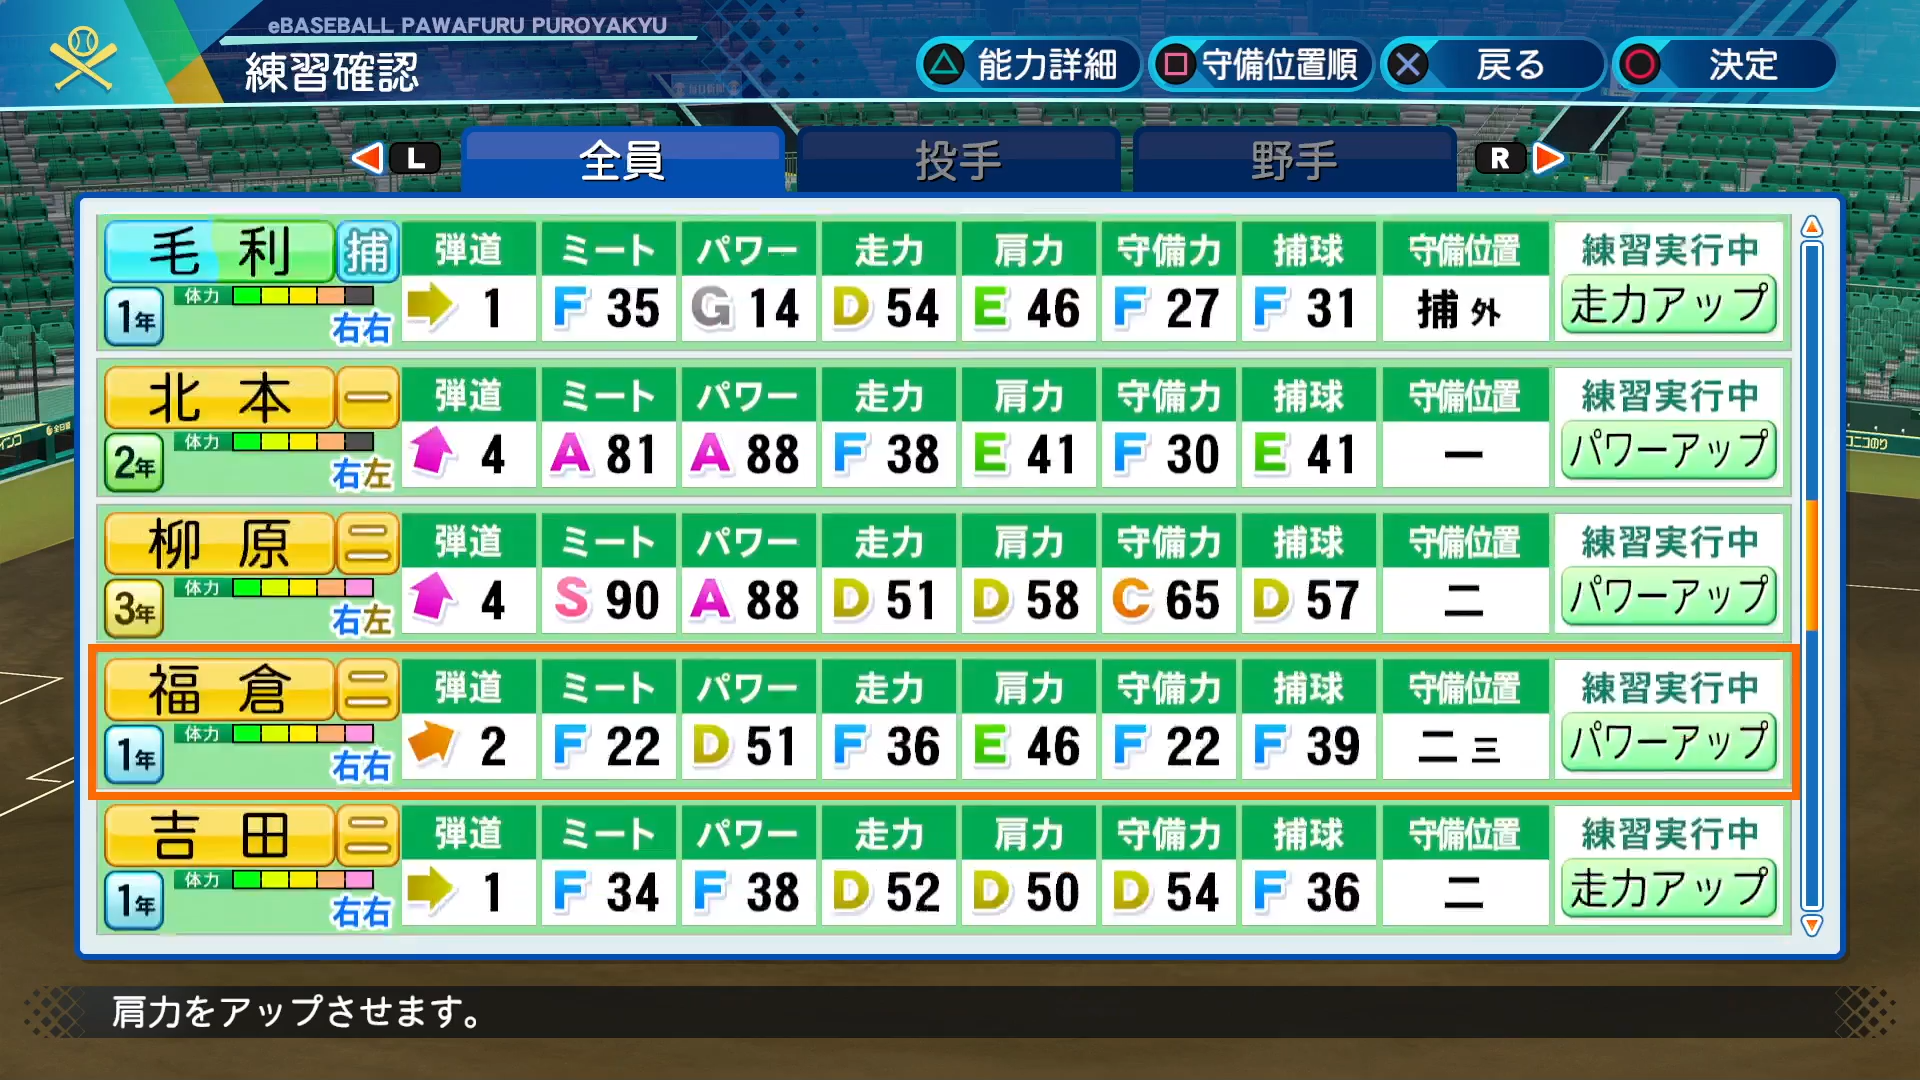 eBASEBALL PAWAFURU PUROYAKYU
練習確認
能力詳細 守備位置順 戻る 決定
L 全員 投手 野手 R
毛利 捕 弾道 ミート パワー 走力 肩力 守備力 捕球 守備位置 練習実行中
1年 体力 右右 1 F 35 G 14 D 54 E 46 F 27 F 31 捕 外 走力アップ
北本 一 弾道 ミート パワー 走力 肩力 守備力 捕球 守備位置 練習実行中
2年 体力 右左 4 A 81 A 88 F 38 E 41 F 30 E 41 一 パワーアップ
柳原 二 弾道 ミート パワー 走力 肩力 守備力 捕球 守備位置 練習実行中
3年 体力 右左 4 S 90 A 88 D 51 D 58 C 65 D 57 二 パワーアップ
福倉 二 弾道 ミート パワー 走力 肩力 守備力 捕球 守備位置 練習実行中
1年 体力 右右 2 F 22 D 51 F 36 E 46 F 22 F 39 二 三 パワーアップ
吉田 二 弾道 ミート パワー 走力 肩力 守備力 捕球 守備位置 練習実行中
1年 体力 右右 1 F 34 F 38 D 52 D 50 D 54 F 36 二 走力アップ
肩力をアップさせます。